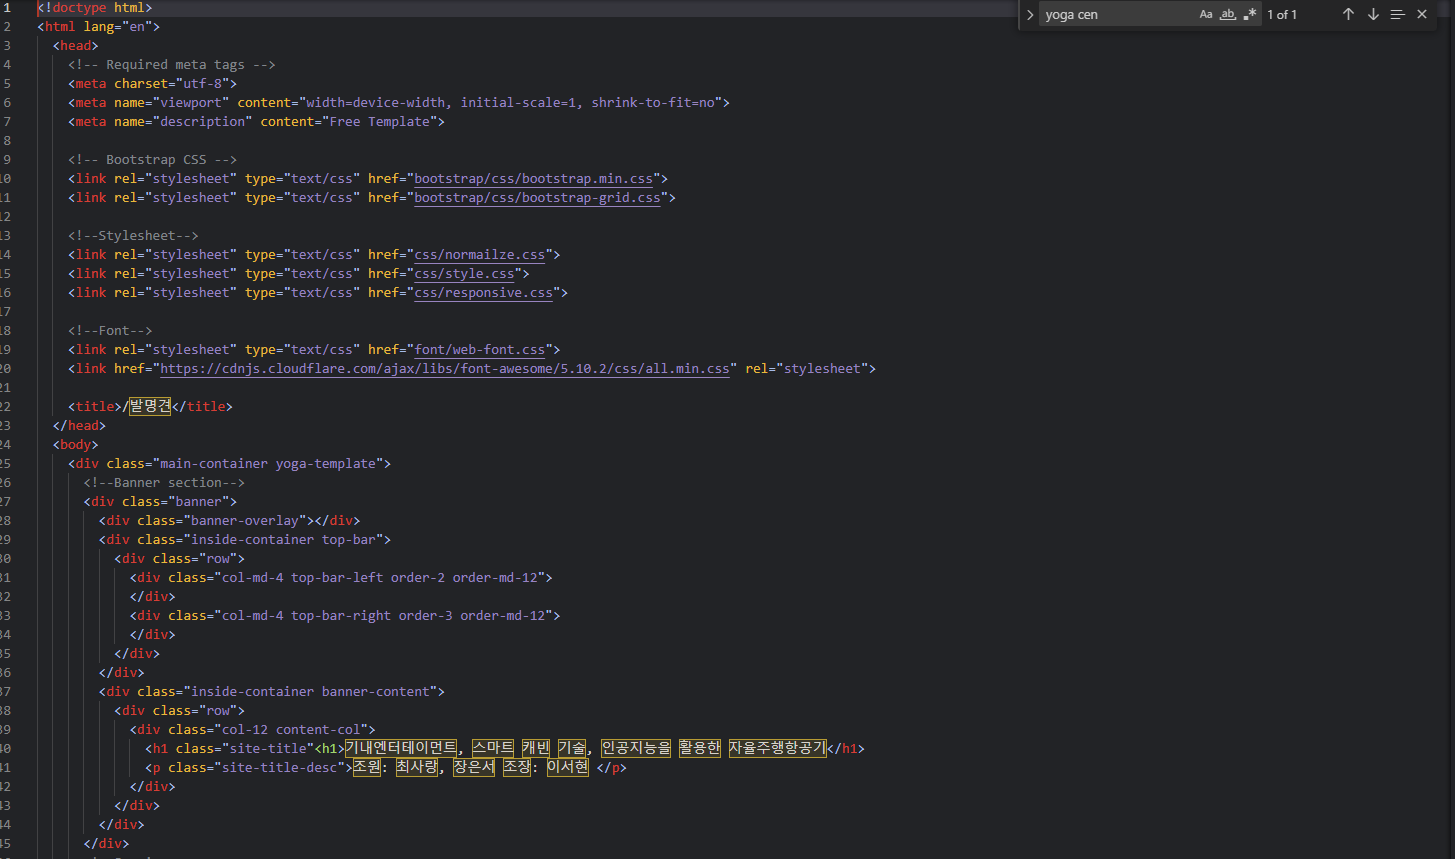 yoga cen Aa ab .* 1 of 1
1 <!doctype html>
2 <html lang="en">
3 <head>
4 <!-- Required meta tags -->
5 <meta charset="utf-8">
6 <meta name="viewport" content="width=device-width, initial-scale=1, shrink-to-fit=no">
7 <meta name="description" content="Free Template">
8
9 <!-- Bootstrap CSS -->
10 <link rel="stylesheet" type="text/css" href="bootstrap/css/bootstrap.min.css">
11 <link rel="stylesheet" type="text/css" href="bootstrap/css/bootstrap-grid.css">
12
13 <!--Stylesheet-->
14 <link rel="stylesheet" type="text/css" href="css/normailze.css">
15 <link rel="stylesheet" type="text/css" href="css/style.css">
16 <link rel="stylesheet" type="text/css" href="css/responsive.css">
17
18 <!--Font-->
19 <link rel="stylesheet" type="text/css" href="font/web-font.css">
20 <link href="https://cdnjs.cloudflare.com/ajax/libs/font-awesome/5.10.2/css/all.min.css" rel="stylesheet">
21
22 <title>/발명견</title>
23 </head>
24 <body>
25 <div class="main-container yoga-template">
26 <!--Banner section-->
27 <div class="banner">
28 <div class="banner-overlay"></div>
29 <div class="inside-container top-bar">
30 <div class="row">
31 <div class="col-md-4 top-bar-left order-2 order-md-12">
32 </div>
33 <div class="col-md-4 top-bar-right order-3 order-md-12">
34 </div>
35 </div>
36 </div>
37 <div class="inside-container banner-content">
38 <div class="row">
39 <div class="col-12 content-col">
40 <h1 class="site-title"<h1>기내엔터테이먼트, 스마트 캐빈 기술, 인공지능을 활용한 자율주행항공기</h1>
41 <p class="site-title-desc">조원: 최사랑, 장은서 조장: 이서현 </p>
42 </div>
43 </div>
44 </div>
45 </div>